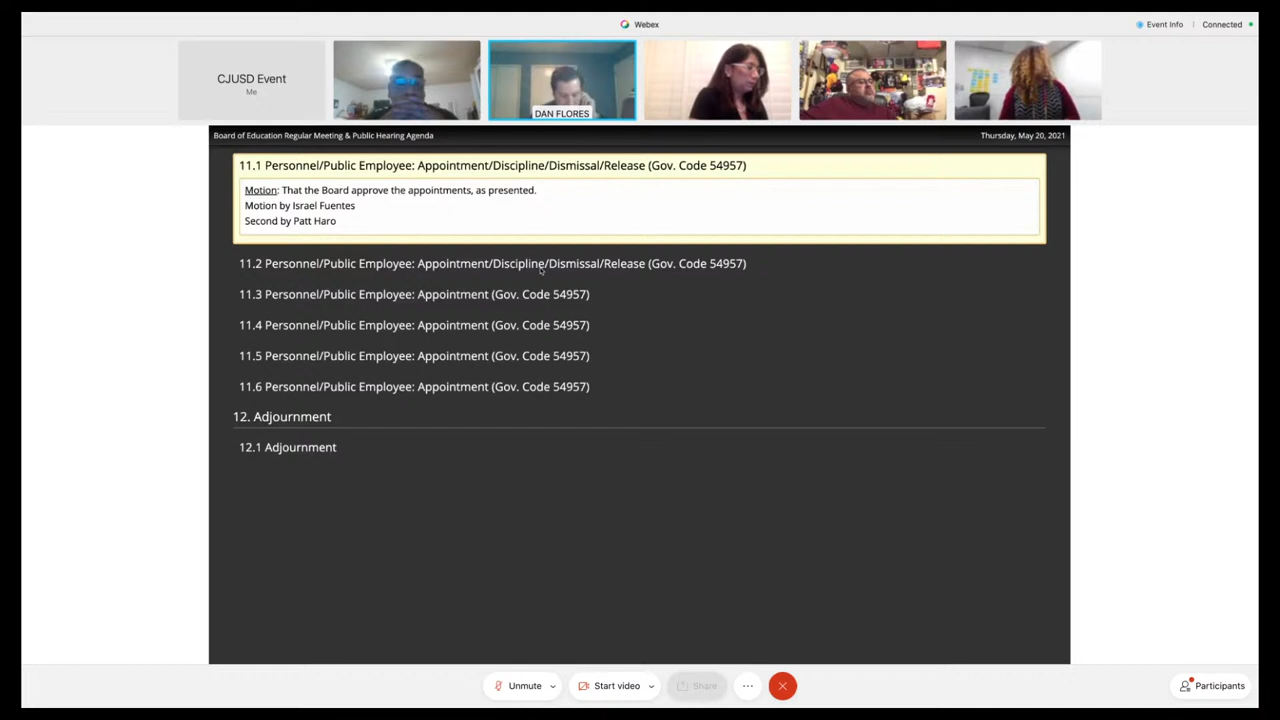 Webex
Event Info
Connected
CJUSD Event
Me
DAN FLORES
Board of Education Regular Meeting & Public Hearing Agenda
Thursday, May 20, 2021
11.1 Personnel/Public Employee: Appointment/Discipline/Dismissal/Release (Gov. Code 54957)
Motion: That the Board approve the appointments, as presented.
Motion by Israel Fuentes
Second by Patt Haro
11.2 Personnel/Public Employee: Appointment/Discipline/Dismissal/Release (Gov. Code 54957)
11.3 Personnel/Public Employee: Appointment (Gov. Code 54957)
11.4 Personnel/Public Employee: Appointment (Gov. Code 54957)
11.5 Personnel/Public Employee: Appointment (Gov. Code 54957)
11.6 Personnel/Public Employee: Appointment (Gov. Code 54957)
12. Adjournment
12.1 Adjournment
Unmute
Start video
Share
Participants